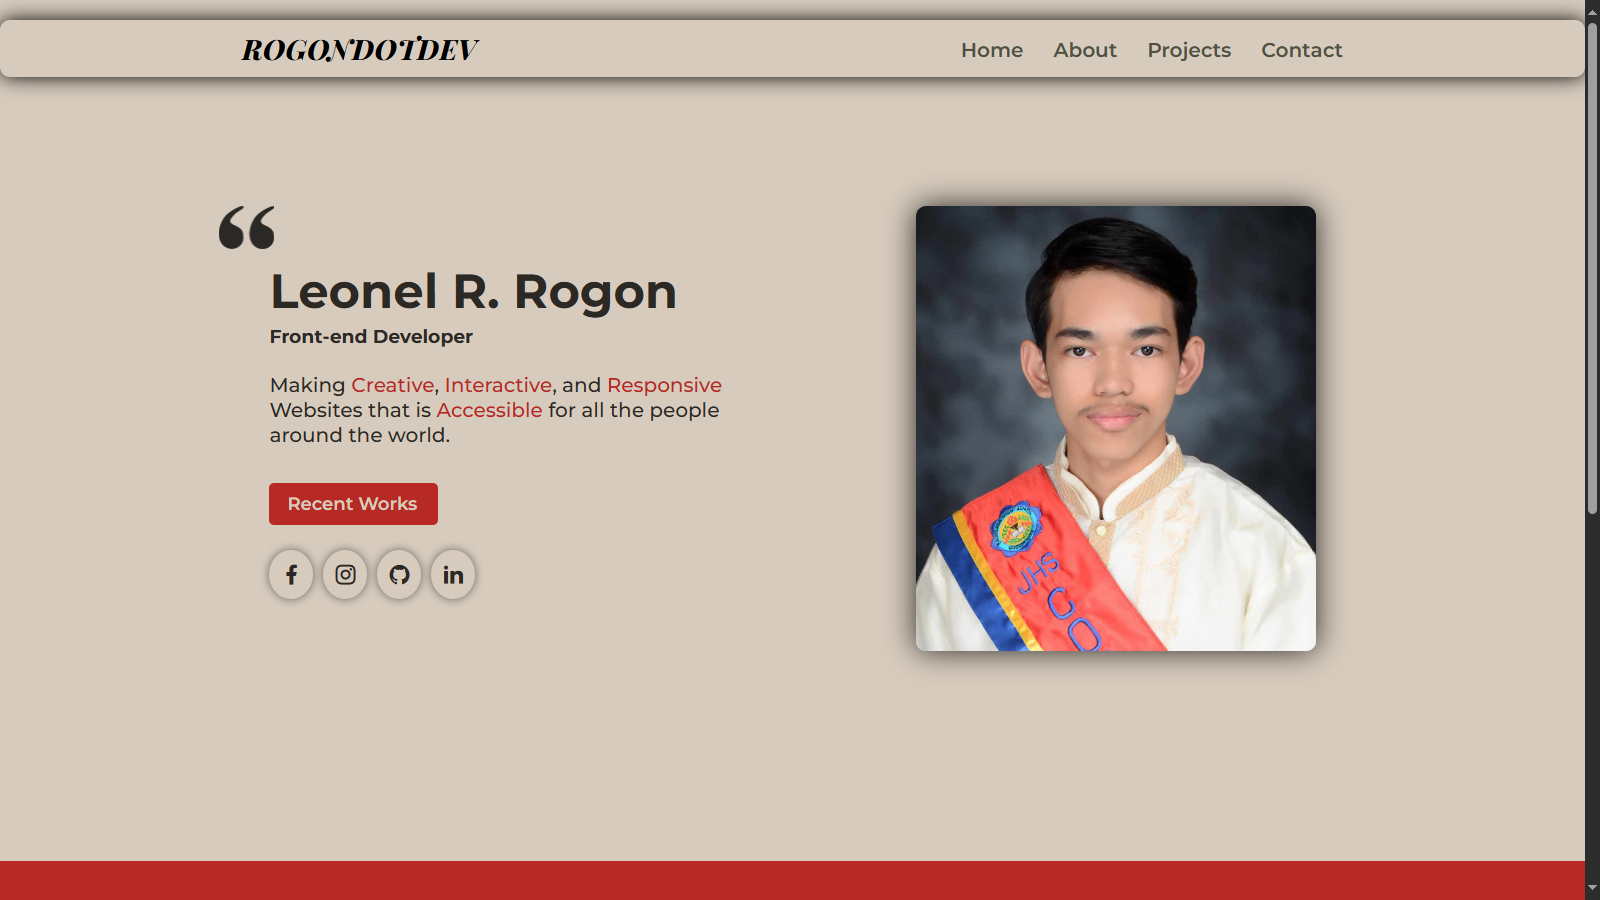 ROGONDOTDEV
Home About Projects Contact
“
Leonel R. Rogon
Front-end Developer
Making Creative, Interactive, and Responsive
Websites that is Accessible for all the people
around the world.
Recent Works
JHS
CO